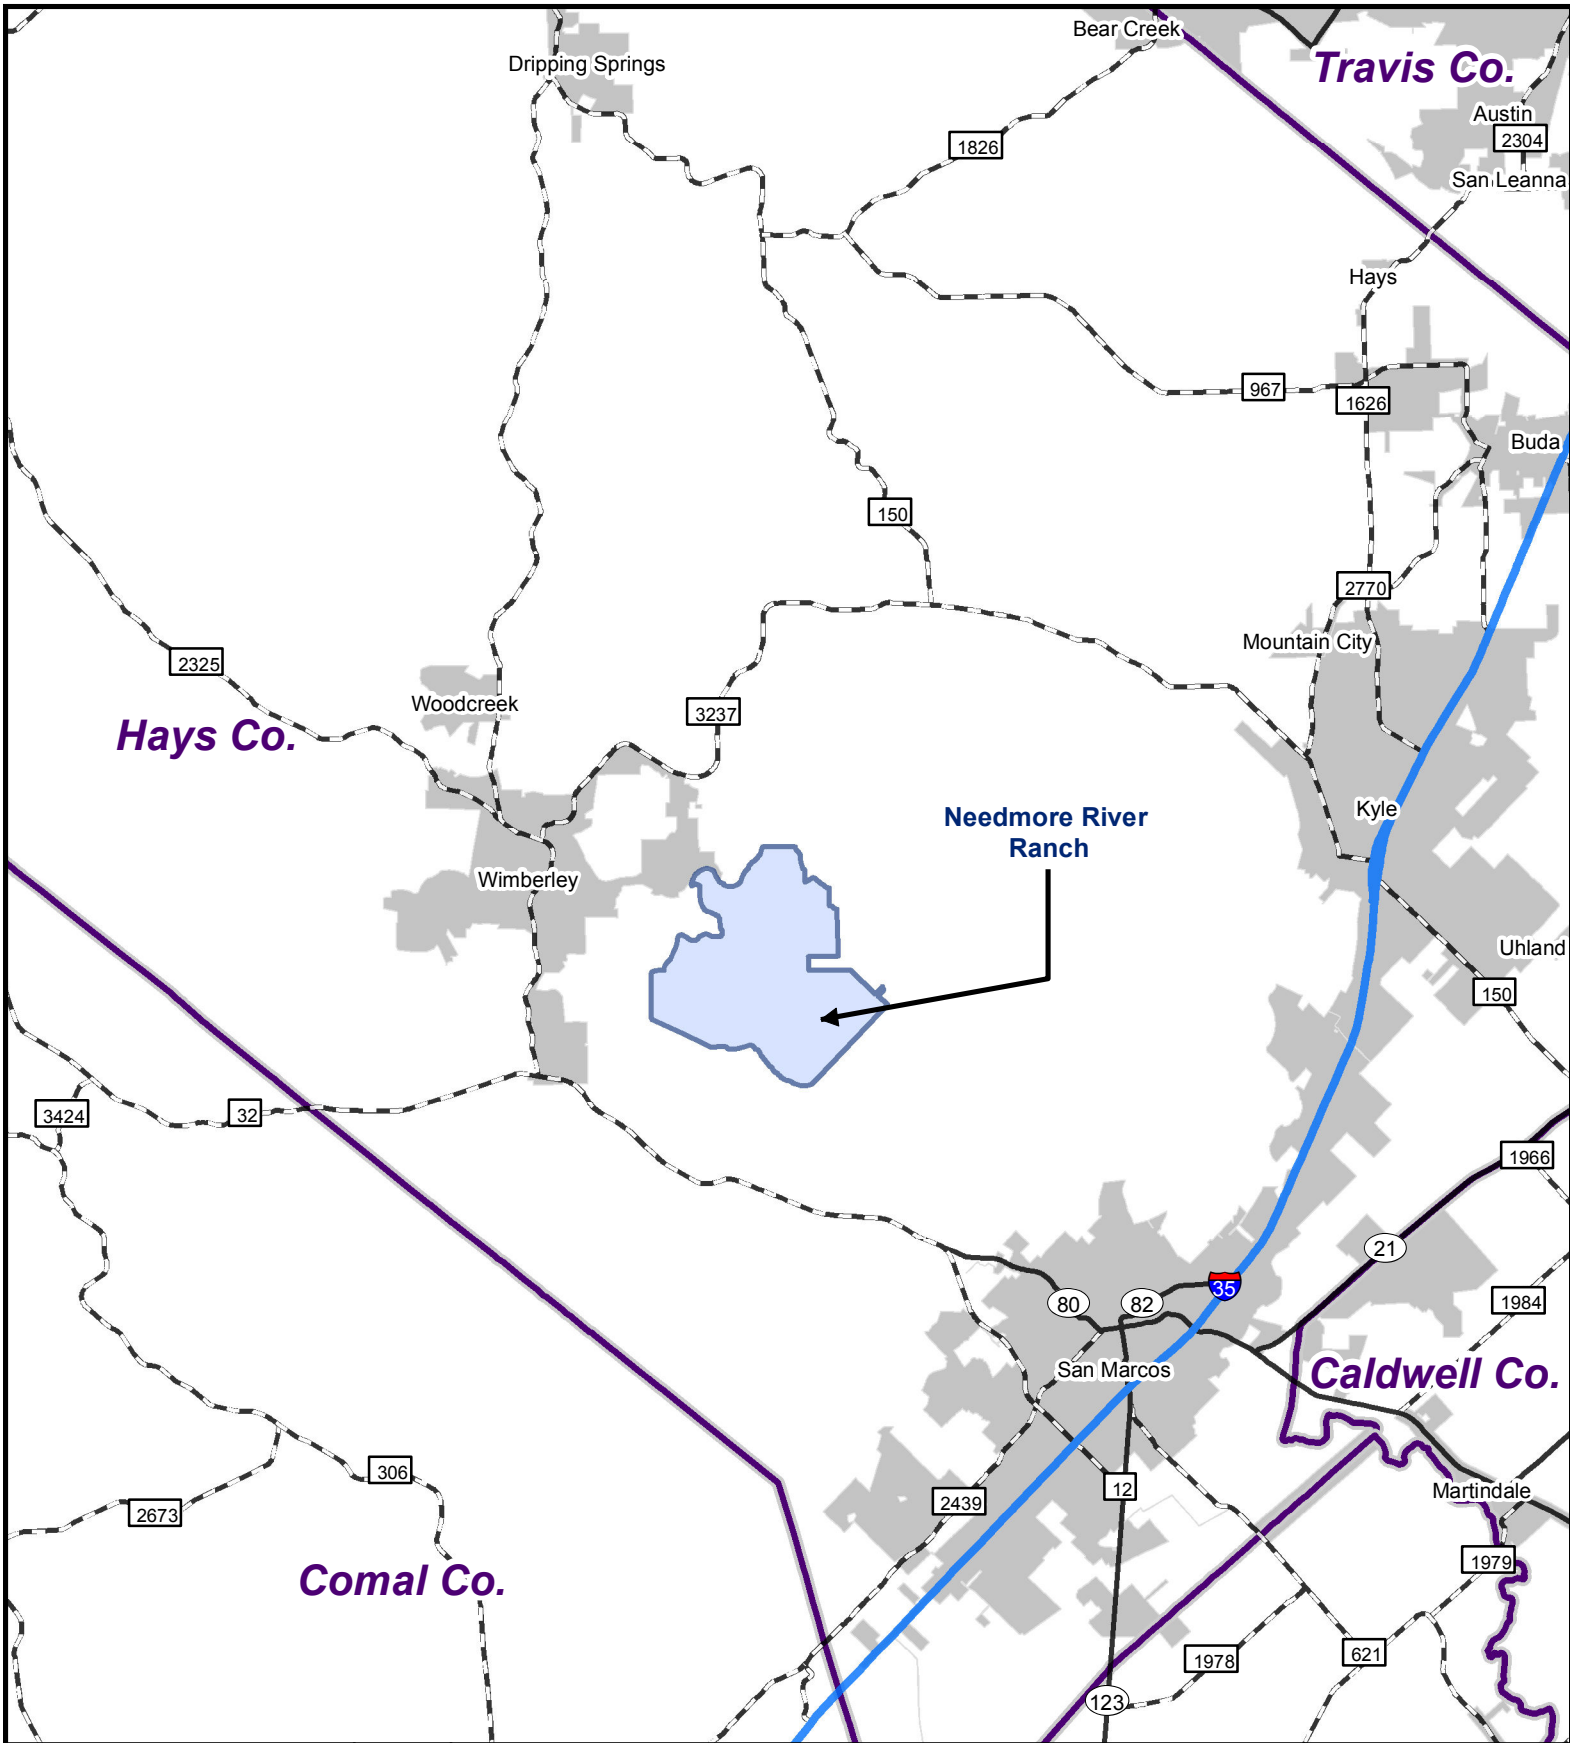 Bear Creek
Travis Co.
Dripping Springs
Austin
2304
1826
San Leanna
Hays
967
1626
Buda
150
2770
Mountain City
2325
Woodcreek
3237
Hays Co.
Kyle
Needmore River
Ranch
Wimberley
Uhland
150
3424
32
1966
21
35
80
82
1984
San Marcos
Caldwell Co.
306
12
2439
Martindale
2673
1979
Comal Co.
621
1978
123